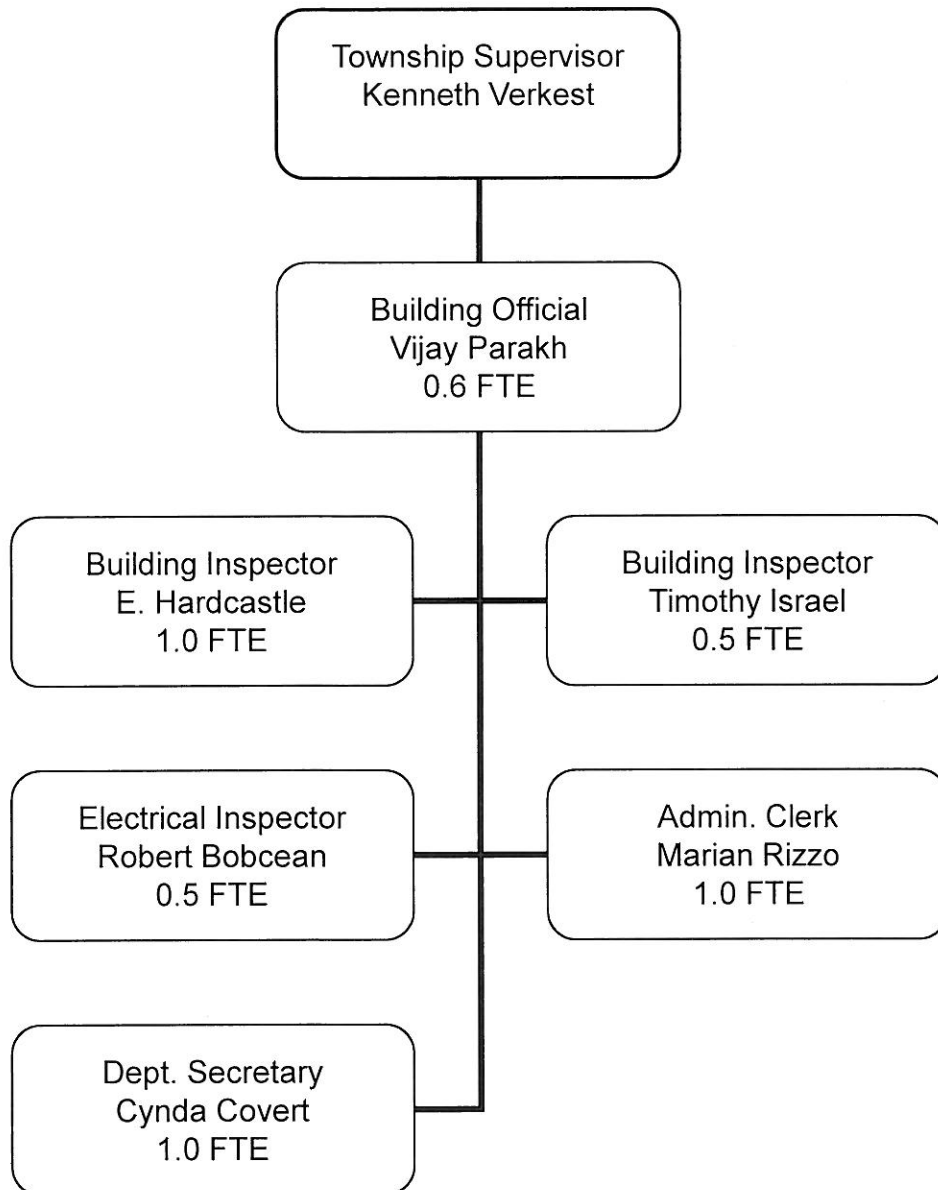 Township Supervisor
Kenneth Verkest
Building Official
Vijay Parakh
0.6 FTE
Building Inspector
E. Hardcastle
1.0 FTE
Building Inspector
Timothy Israel
0.5 FTE
Electrical Inspector
Robert Bobcean
0.5 FTE
Admin. Clerk
Marian Rizzo
1.0 FTE
Dept. Secretary
Cynda Covert
1.0 FTE